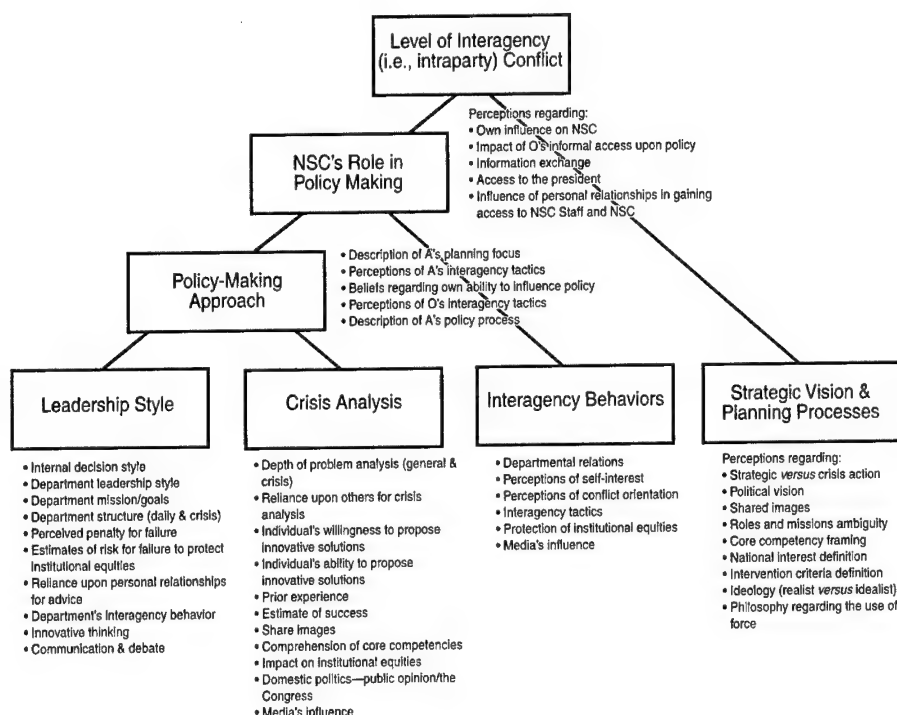 Level of Interagency
(i.e., intraparty) Conflict
Perceptions regarding:
• Own influence on NSC
• Impact of O's informal access upon policy
• Information exchange
• Access to the president
• Influence of personal relationships in gaining
access to NSC Staff and NSC
NSC's Role in
Policy Making
• Description of A's planning focus
• Perceptions of A's interagency tactics
• Beliefs regarding own ability to influence policy
• Perceptions of O's interagency tactics
• Description of A's policy process
Policy-Making
Approach
Leadership Style
• Internal decision style
• Department leadership style
• Department mission/goals
• Department structure (daily & crisis)
• Perceived penalty for failure
• Estimates of risk for failure to protect
institutional equities
• Reliance upon personal relationships
for advice
• Department's interagency behavior
• Innovative thinking
• Communication & debate
Crisis Analysis
• Depth of problem analysis (general &
crisis)
• Reliance upon others for crisis
analysis
• Individual's willingness to propose
innovative solutions
• Individual's ability to propose
innovative solutions
• Prior experience
• Estimate of success
• Share images
• Comprehension of core competencies
• Impact on institutional equities
• Domestic politics—public opinion/the
Congress
• Media's influence
Interagency Behaviors
• Departmental relations
• Perceptions of self-interest
• Perceptions of conflict orientation
• Interagency tactics
• Protection of institutional equities
• Media's influence
Strategic Vision &
Planning Processes
Perceptions regarding:
• Strategic versus crisis action
• Political vision
• Shared images
• Roles and missions ambiguity
• Core competency framing
• National interest definition
• Intervention criteria definition
• Ideology (realist versus idealist)
• Philosophy regarding the use of
force